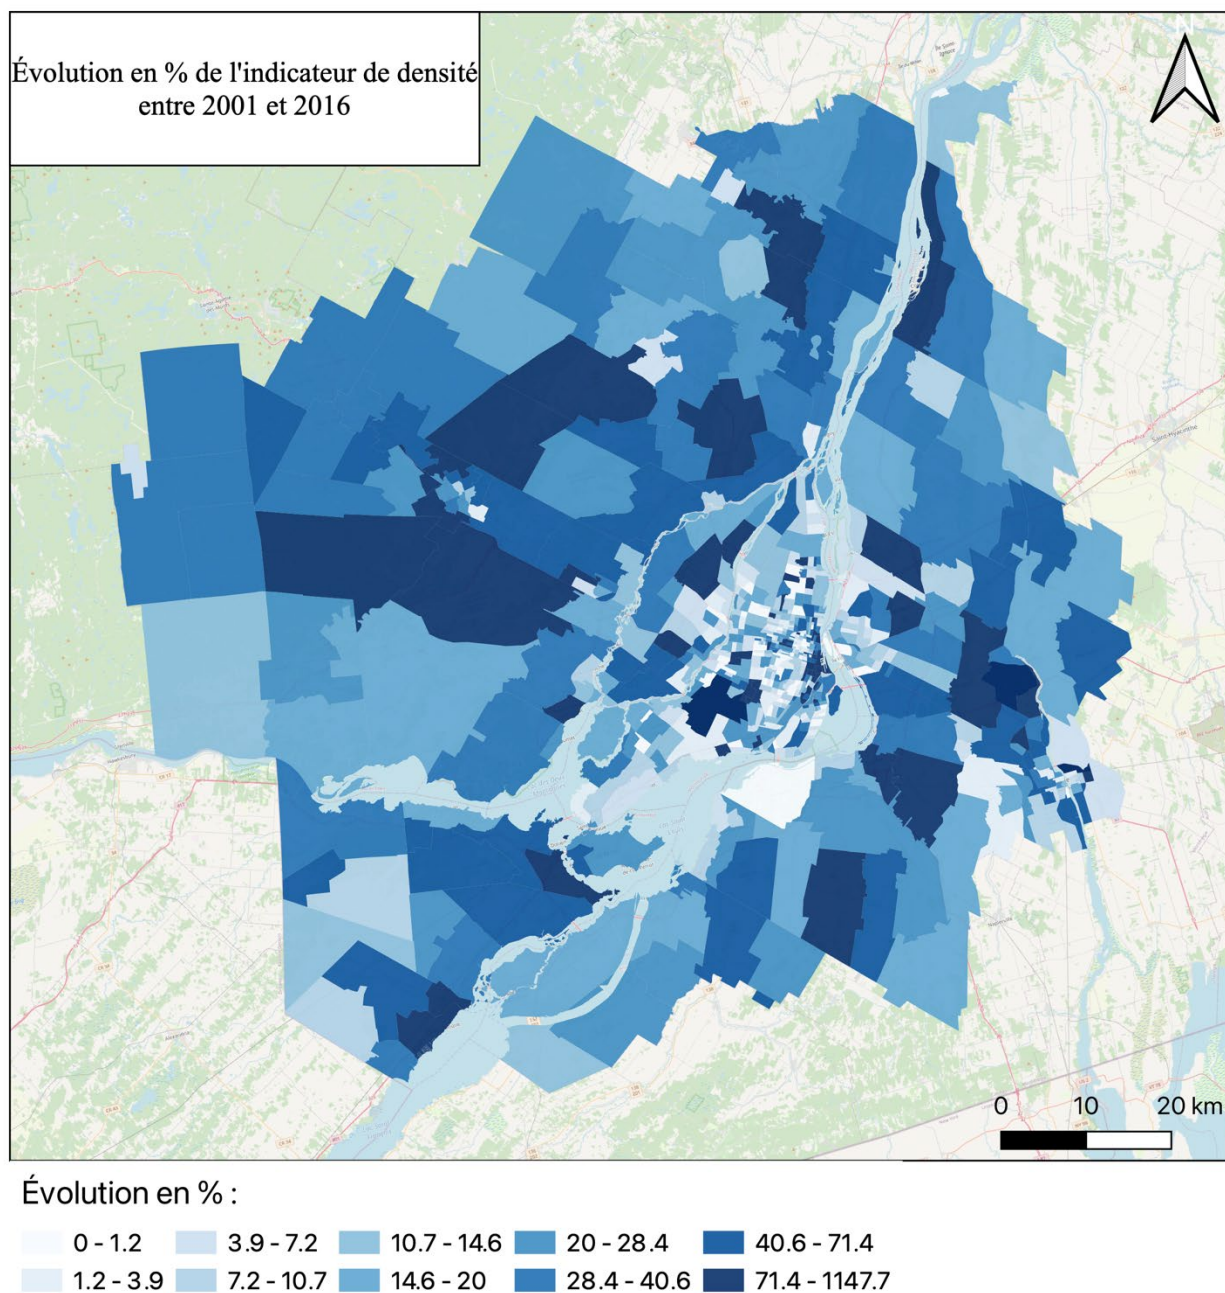 Évolution en % de l'indicateur de densité
entre 2001 et 2016
N
Saint-Hyacinthe
0 10 20 km
Évolution en % :
0 - 1.2 3.9 - 7.2 10.7 - 14.6 20 - 28.4 40.6 - 71.4
1.2 - 3.9 7.2 - 10.7 14.6 - 20 28.4 - 40.6 71.4 - 1147.7